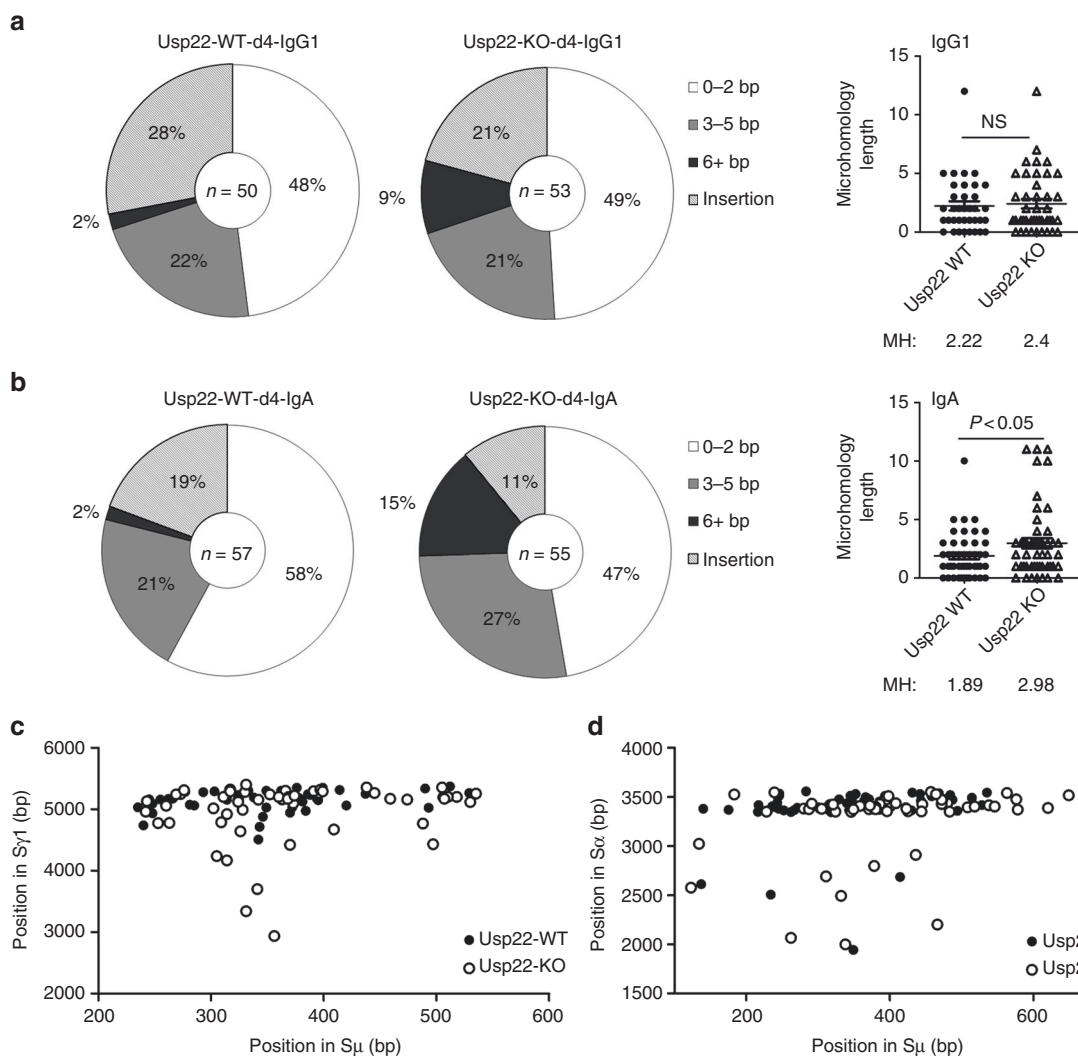 a
Usp22-WT-d4-IgG1
28%
2%
22%
48%
n = 50
Usp22-KO-d4-IgG1
21%
9%
21%
49%
n = 53
0–2 bp
3–5 bp
6+ bp
Insertion
IgG1
Microhomology
length
15
10
5
0
NS
Usp22 WT
Usp22 KO
MH: 2.22 2.4
b
Usp22-WT-d4-IgA
19%
2%
21%
58%
n = 57
Usp22-KO-d4-IgA
11%
15%
27%
47%
n = 55
0–2 bp
3–5 bp
6+ bp
Insertion
IgA
Microhomology
length
15
10
5
0
P < 0.05
Usp22 WT
Usp22 KO
MH: 1.89 2.98
c
Position in Sγ1 (bp)
6000
5000
4000
3000
2000
Usp22-WT
Usp22-KO
200 300 400 500 600
Position in Sμ (bp)
d
Position in Sα (bp)
4000
3500
3000
2500
2000
1500
Usp2
Usp2
200 400 600
Position in Sμ (bp)